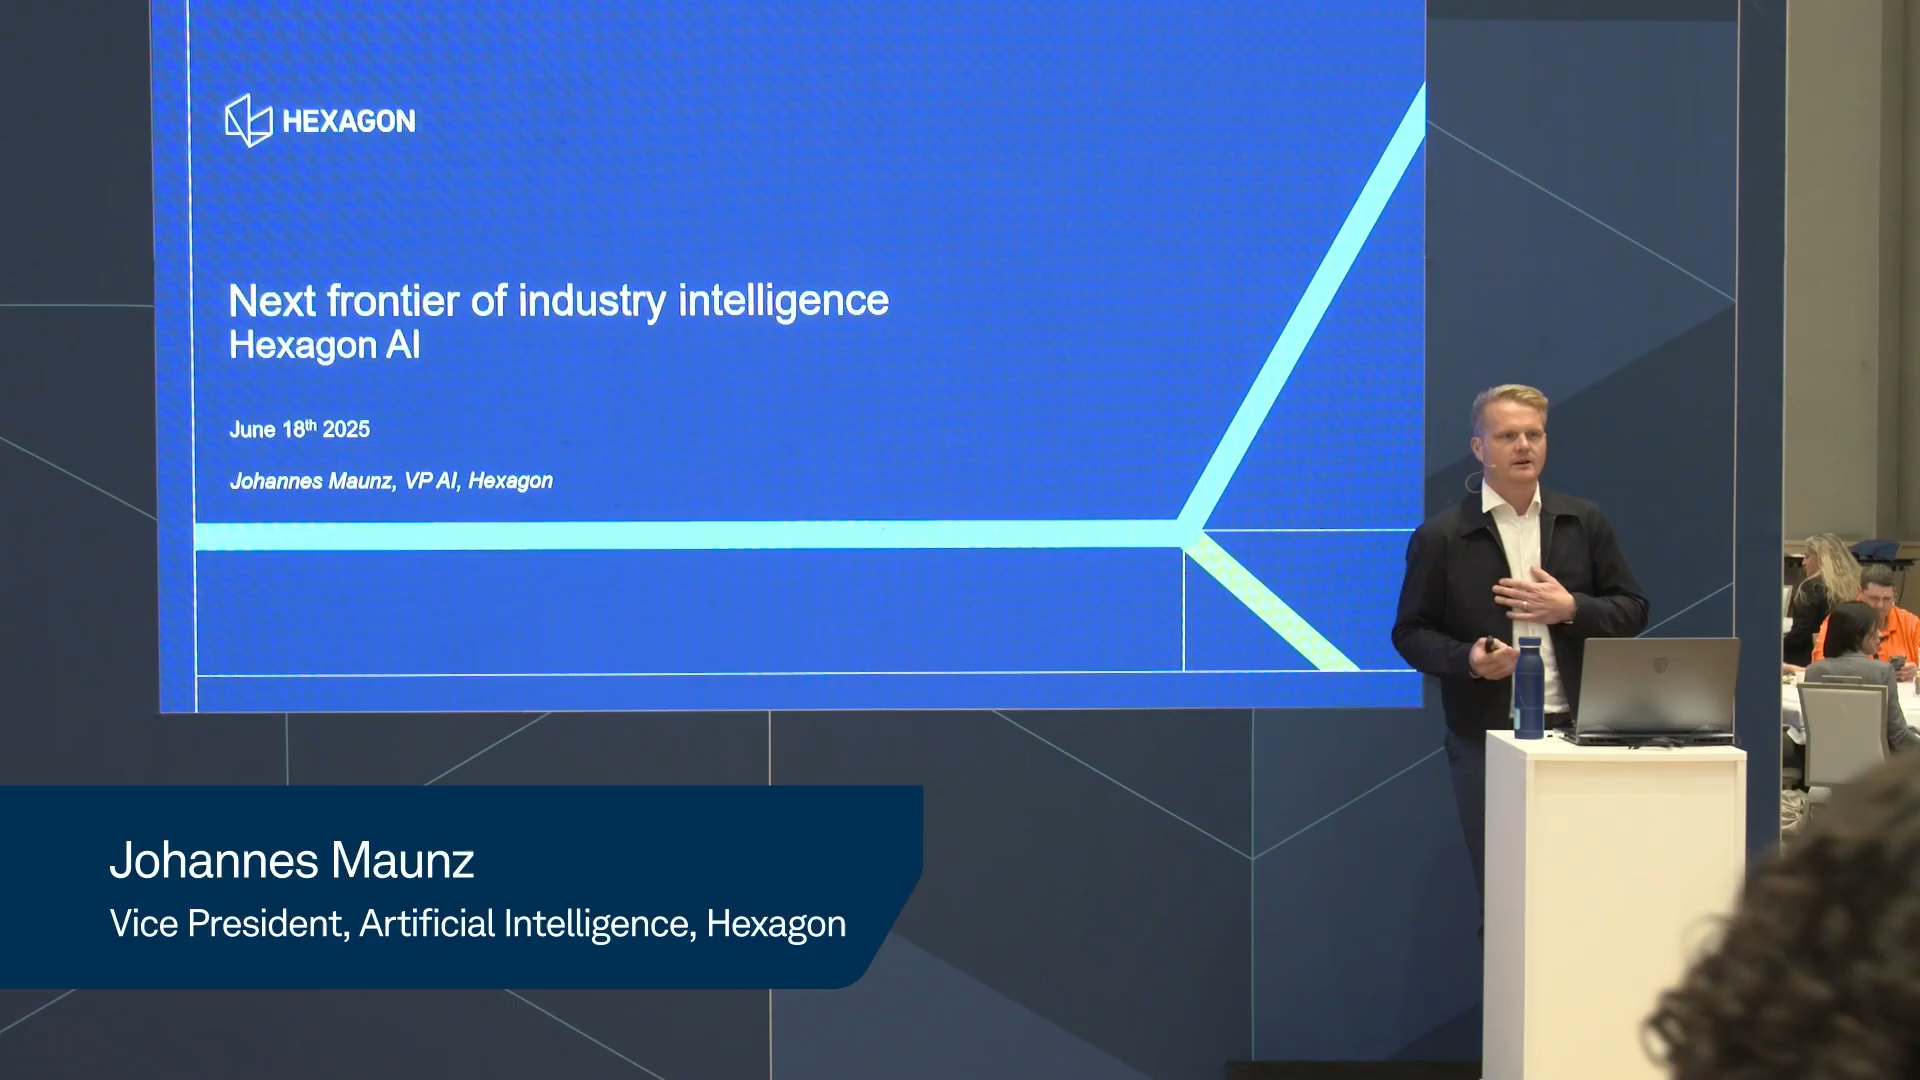 HEXAGON
Next frontier of industry intelligence
Hexagon AI
June 18th 2025
Johannes Maunz, VP AI, Hexagon
Johannes Maunz
Vice President, Artificial Intelligence, Hexagon